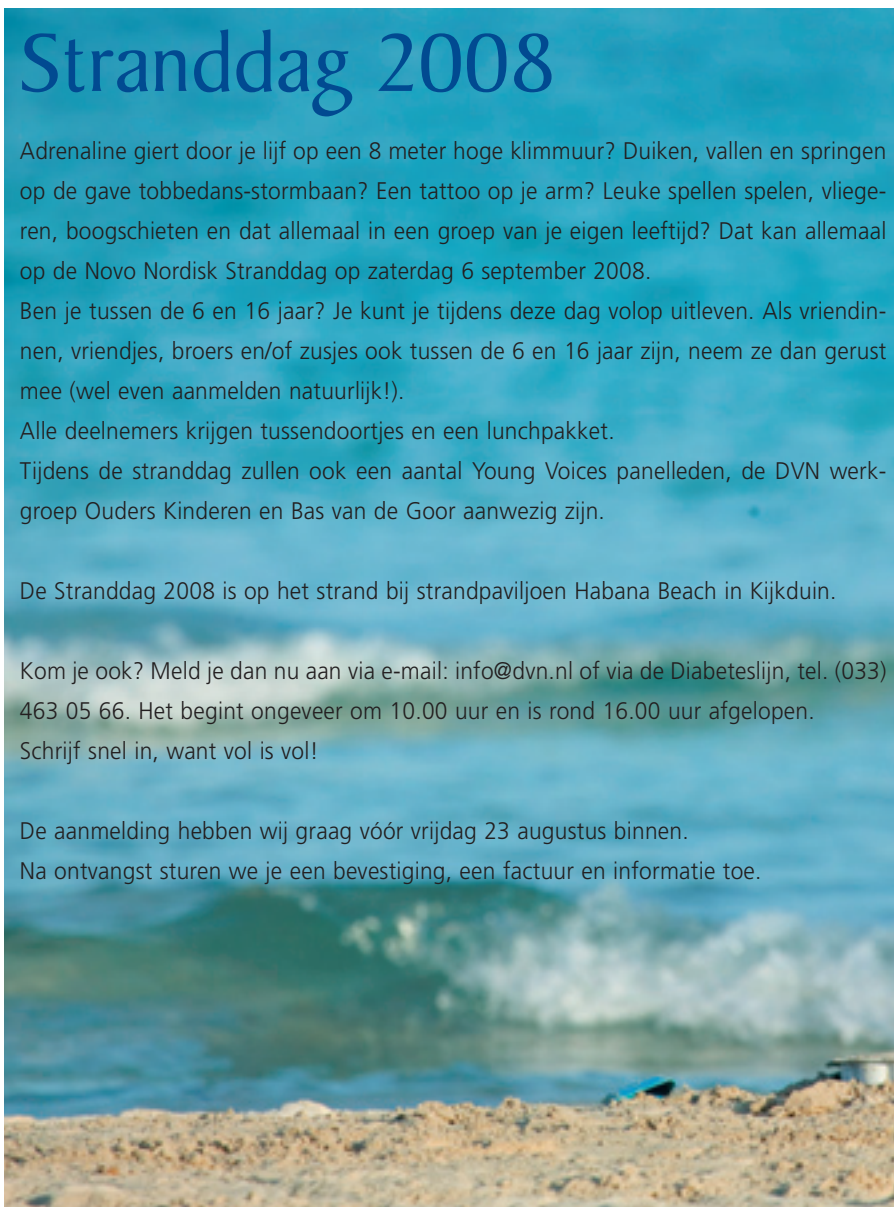 Stranddag 2008
Adrenaline giert door je lijf op een 8 meter hoge klimmuur? Duiken, vallen en springen
op de gave tobbedans-stormbaan? Een tattoo op je arm? Leuke spellen spelen, vliege-
ren, boogschieten en dat allemaal in een groep van je eigen leeftijd? Dat kan allemaal
op de Novo Nordisk Stranddag op zaterdag 6 september 2008.
Ben je tussen de 6 en 16 jaar? Je kunt je tijdens deze dag volop uitleven. Als vriendin-
nen, vriendjes, broers en/of zusjes ook tussen de 6 en 16 jaar zijn, neem ze dan gerust
mee (wel even aanmelden natuurlijk!).
Alle deelnemers krijgen tussendoortjes en een lunchpakket.
Tijdens de stranddag zullen ook een aantal Young Voices panelleden, de DVN werk-
groep Ouders Kinderen en Bas van de Goor aanwezig zijn.
De Stranddag 2008 is op het strand bij strandpaviljoen Habana Beach in Kijkduin.
Kom je ook? Meld je dan nu aan via e-mail: info@dvn.nl of via de Diabeteslijn, tel. (033)
463 05 66. Het begint ongeveer om 10.00 uur en is rond 16.00 uur afgelopen.
Schrijf snel in, want vol is vol!
De aanmelding hebben wij graag vóór vrijdag 23 augustus binnen.
Na ontvangst sturen we je een bevestiging, een factuur en informatie toe.